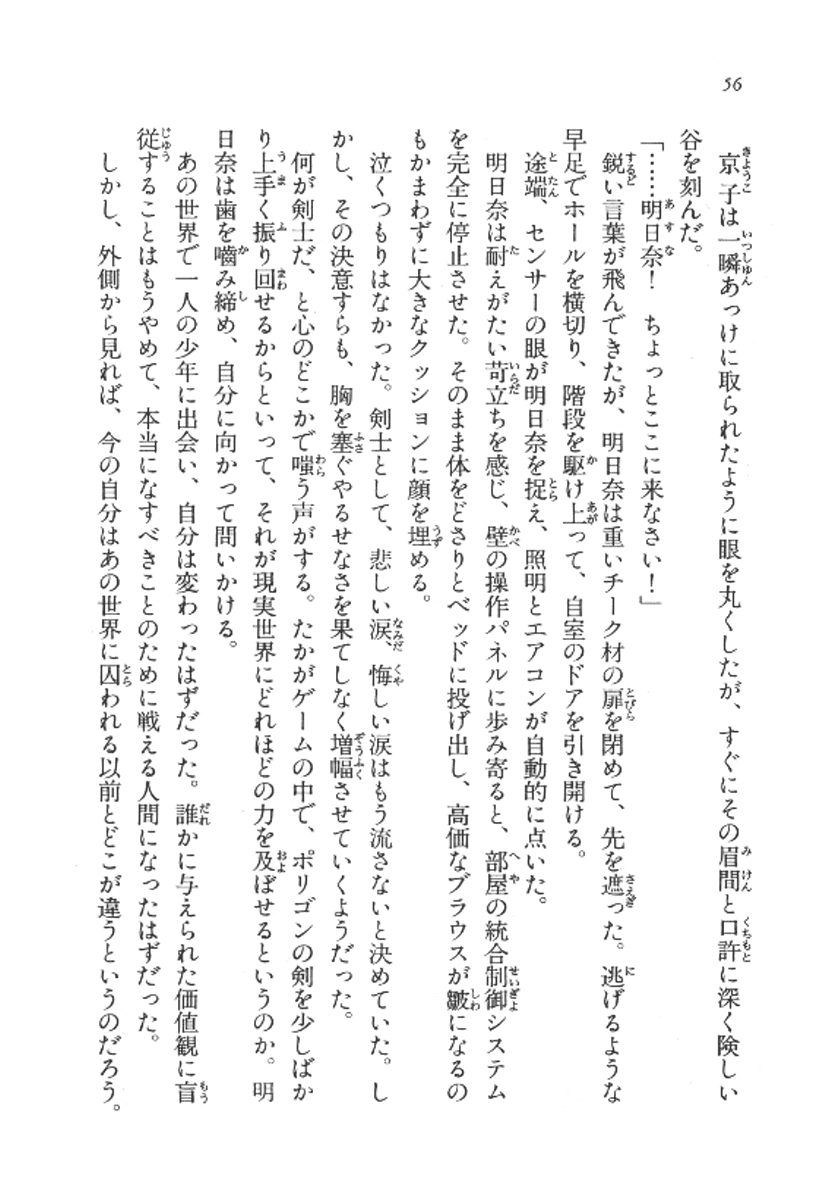 56
京子は一瞬あっけに取られたように眼を丸くしたが、すぐにその眉間と口許に深く険しい
谷を刻んだ。
「……明日奈！　ちょっとここに来なさい！」
鋭い言葉が飛んできたが、明日奈は重いチーク材の扉を閉めて、先を遮った。逃げるような
早足でホールを横切り、階段を駆け上って、自室のドアを引き開ける。
途端、センサーの眼が明日奈を捉え、照明とエアコンが自動的に点いた。
明日奈は耐えがたい苛立ちを感じ、壁の操作パネルに歩み寄ると、部屋の統合制御システム
を完全に停止させた。そのまま体をどさりとベッドに投げ出し、高価なブラウスが皺になるの
もかまわずに大きなクッションに顔を埋める。
泣くつもりはなかった。剣士として、悲しい涙、悔しい涙はもう流さないと決めていた。し
かし、その決意すらも、胸を塞ぐやるせなさを果てしなく増幅させていくようだった。
何が剣士だ、と心のどこかで嗤う声がする。たかがゲームの中で、ポリゴンの剣を少しばか
り上手く振り回せるからといって、それが現実世界にどれほどの力を及ぼせるというのか。明
日奈は歯を噛み締め、自分に向かって問いかける。
あの世界で一人の少年に出会い、自分は変わったはずだった。誰かに与えられた価値観に盲
従することはもうやめて、本当になすべきことのために戦える人間になったはずだった。
しかし、外側から見れば、今の自分はあの世界に囚われる以前とどこが違うというのだろう。